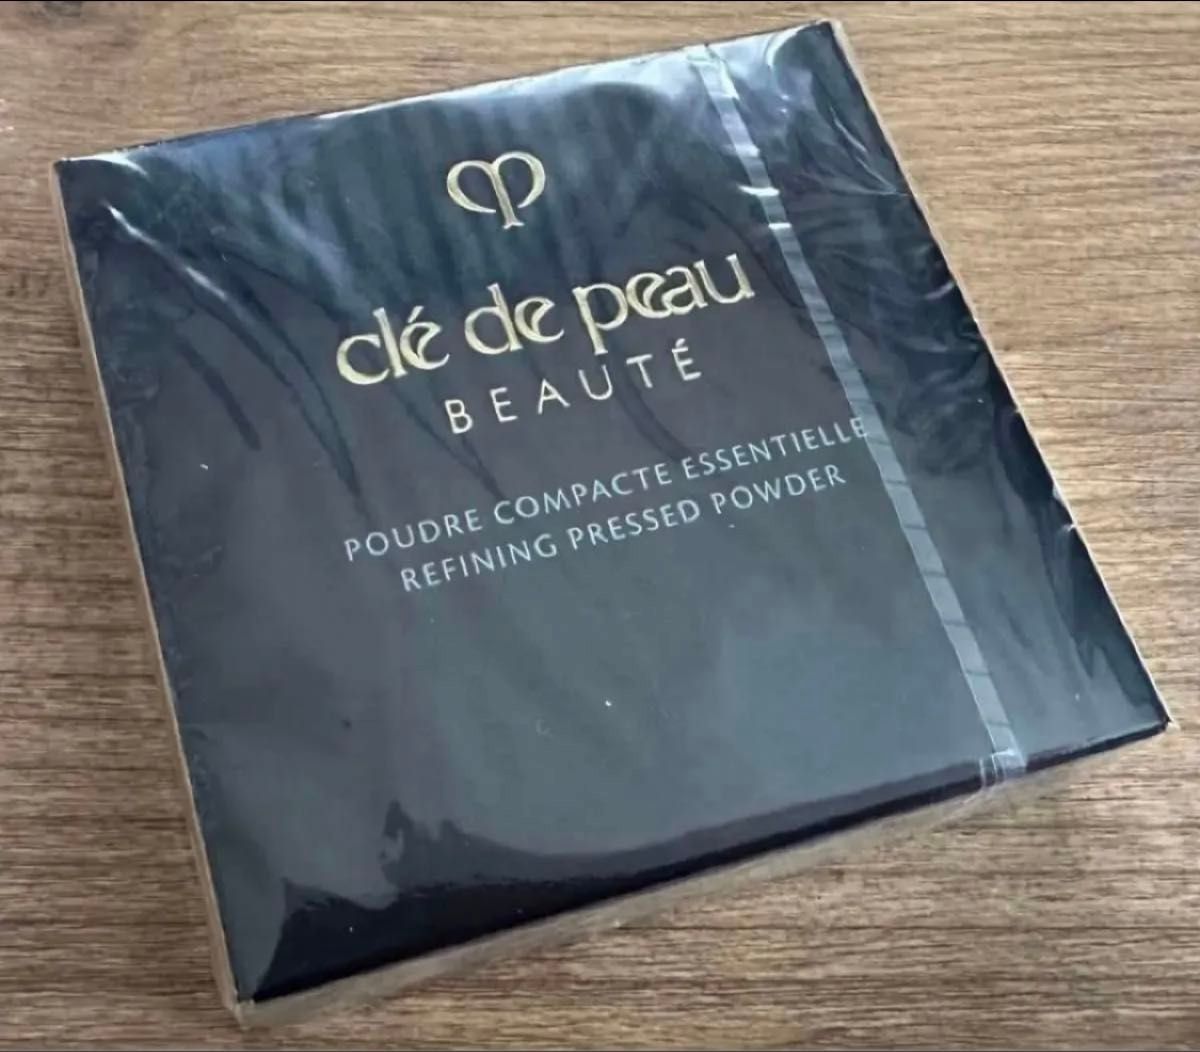 clé de peau
BEAUTÉ
POUDRE COMPACTE ESSENTIELLE
REFINING PRESSED POWDER